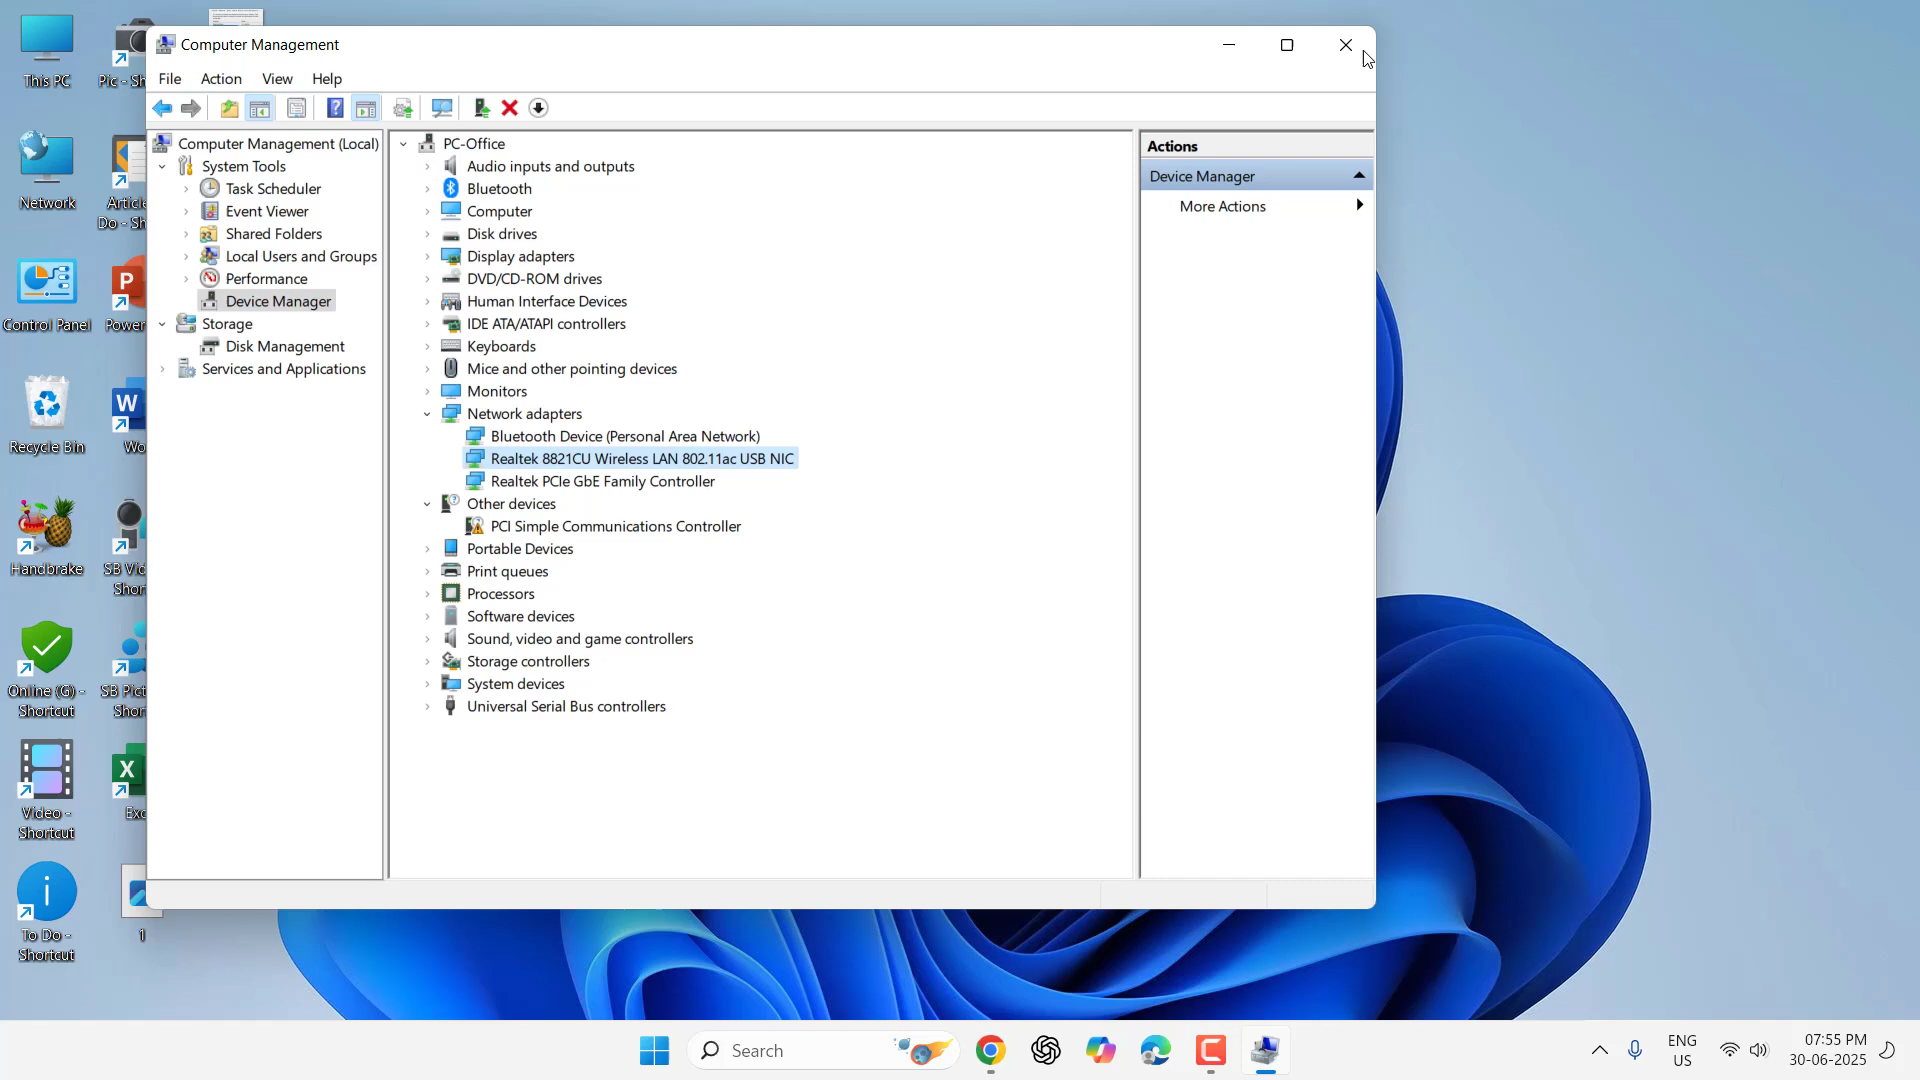 This PC
Network
Control Panel
Recycle Bin
Handbrake
Online (G) -
Shortcut
Video -
Shortcut
To Do -
Shortcut
Pic - Sh
Artic
Do - Sh
Power
Wo
SB Vid
Shor
SB Pict
Shor
Exc
1
Computer Management
File Action View Help
Computer Management (Local)
System Tools
Task Scheduler
Event Viewer
Shared Folders
Local Users and Groups
Performance
Device Manager
Storage
Disk Management
Services and Applications
PC-Office
Audio inputs and outputs
Bluetooth
Computer
Disk drives
Display adapters
DVD/CD-ROM drives
Human Interface Devices
IDE ATA/ATAPI controllers
Keyboards
Mice and other pointing devices
Monitors
Network adapters
Bluetooth Device (Personal Area Network)
Realtek 8821CU Wireless LAN 802.11ac USB NIC
Realtek PCIe GbE Family Controller
Other devices
PCI Simple Communications Controller
Portable Devices
Print queues
Processors
Software devices
Sound, video and game controllers
Storage controllers
System devices
Universal Serial Bus controllers
Actions
Device Manager
More Actions
Search
ENG
US
07:55 PM
30-06-2025